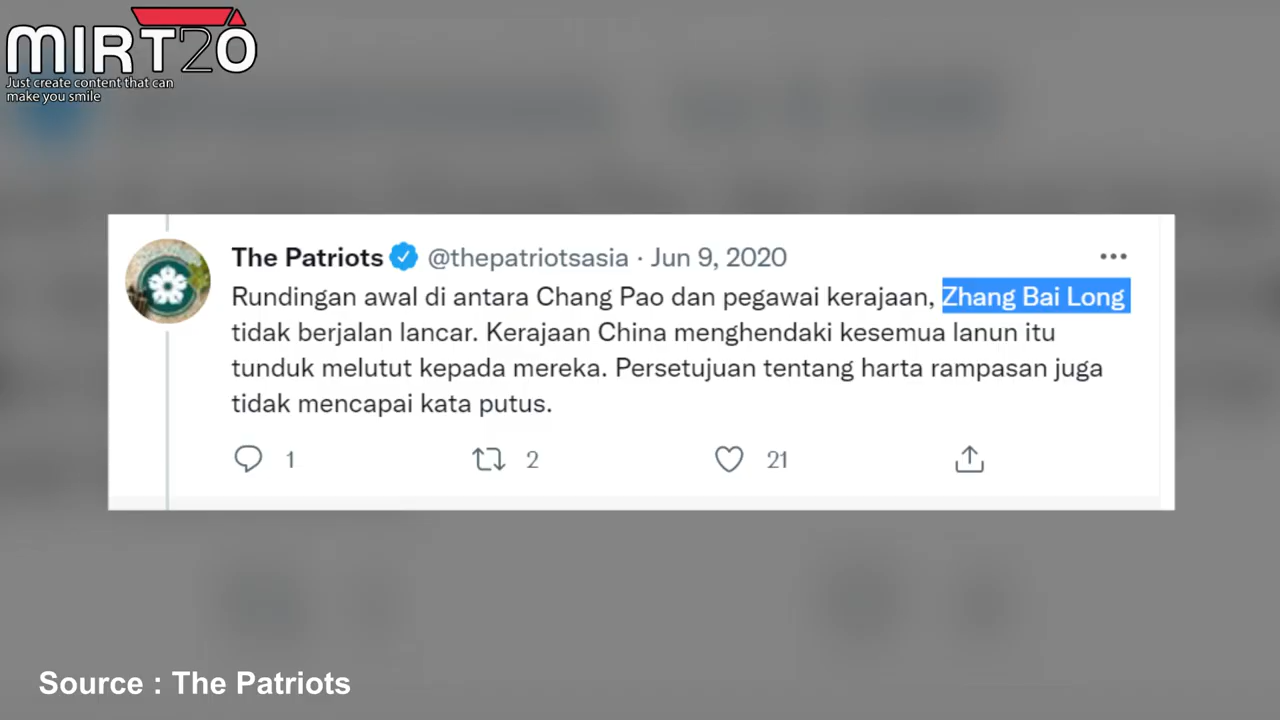 MIRT20
Just create content that can
make you smile
The Patriots @thepatriotsasia · Jun 9, 2020
Rundingan awal di antara Chang Pao dan pegawai kerajaan, Zhang Bai Long
tidak berjalan lancar. Kerajaan China menghendaki kesemua lanun itu
tunduk melutut kepada mereka. Persetujuan tentang harta rampasan juga
tidak mencapai kata putus.
1 2 21
Source : The Patriots